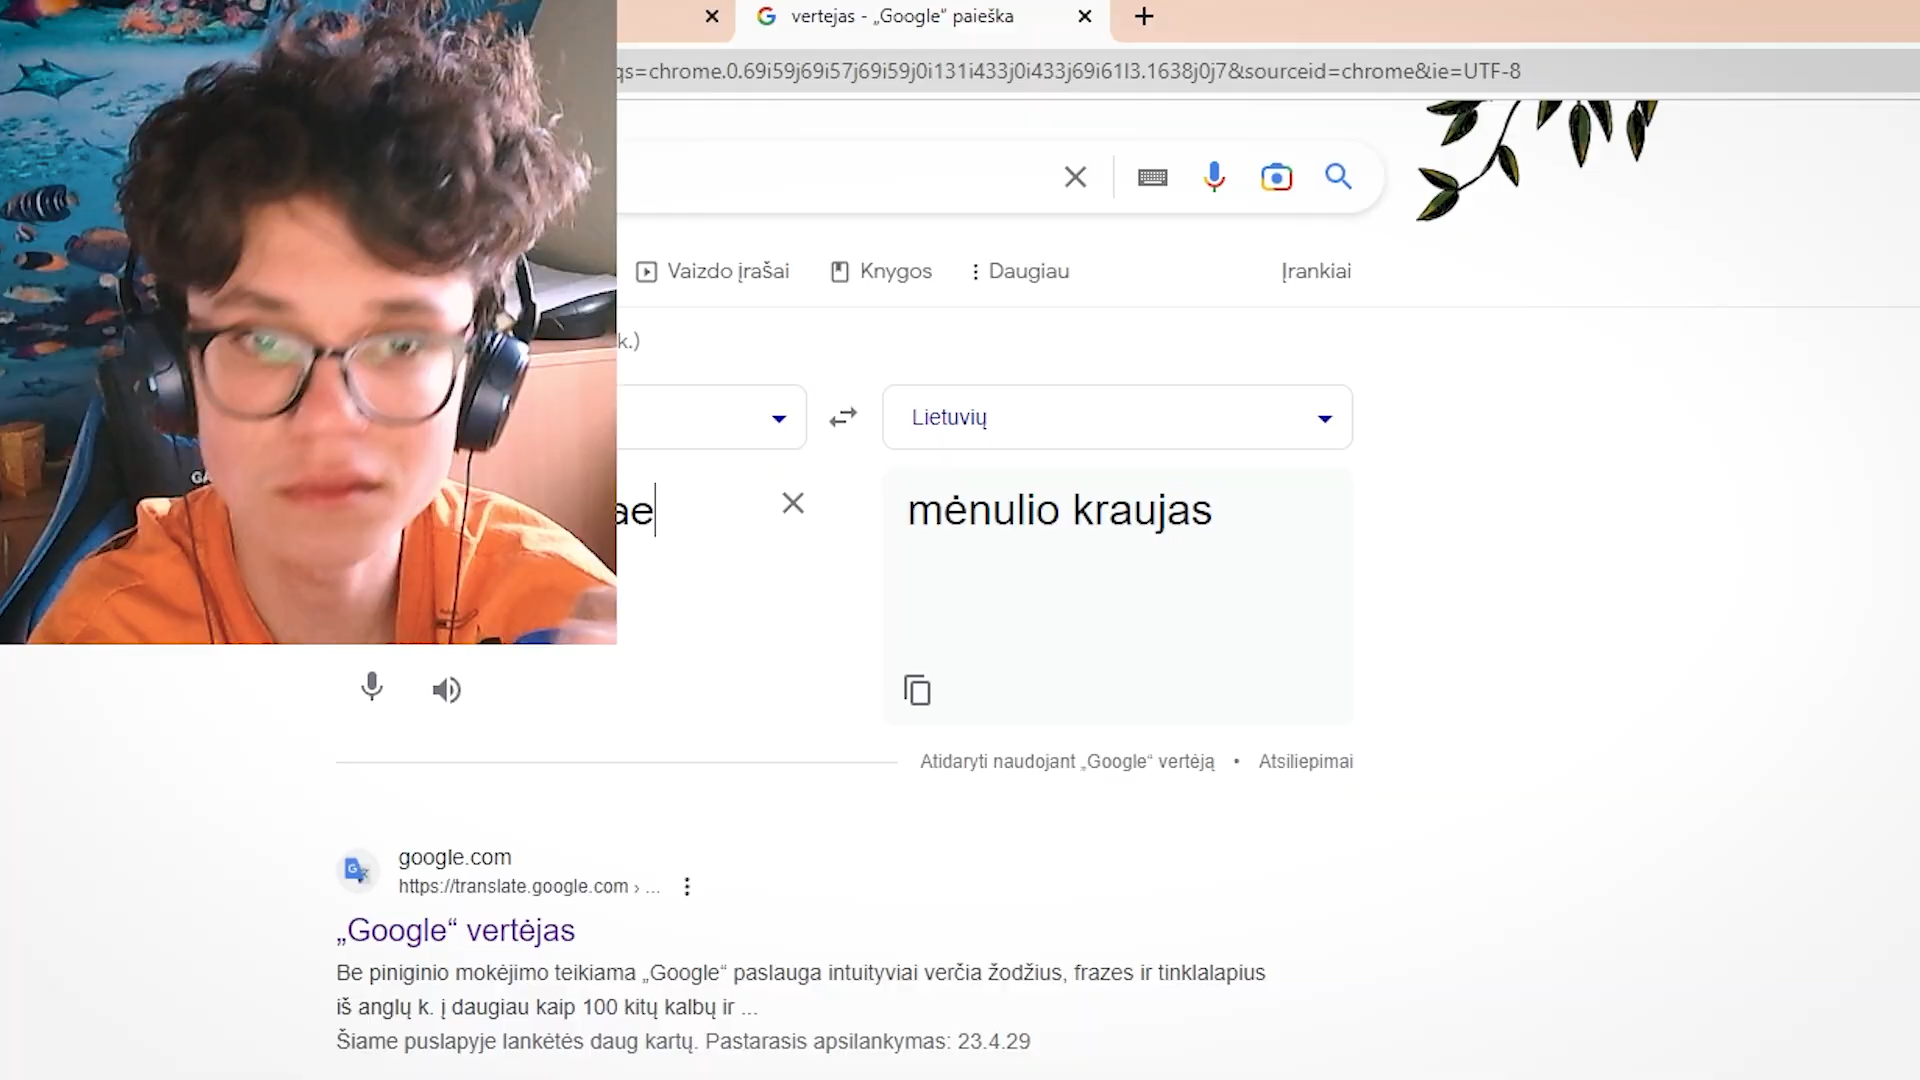 vertejas - „Google“ paieška
qs=chrome.0.69i59j69i57j69i59j0i131i433j0i433j69i61l3.1638j0j7&sourceid=chrome&ie=UTF-8
Vaizdo įrašai Knygos Daugiau Įrankiai
k.)
Lietuvių
ae
mėnulio kraujas
Atidaryti naudojant „Google“ vertėją • Atsiliepimai
google.com
https://translate.google.com › ...
„Google“ vertėjas
Be piniginio mokėjimo teikiama „Google“ paslauga intuityviai verčia žodžius, frazes ir tinklalapius
iš anglų k. į daugiau kaip 100 kitų kalbų ir ...
Šiame puslapyje lankėtės daug kartų. Pastarasis apsilankymas: 23.4.29